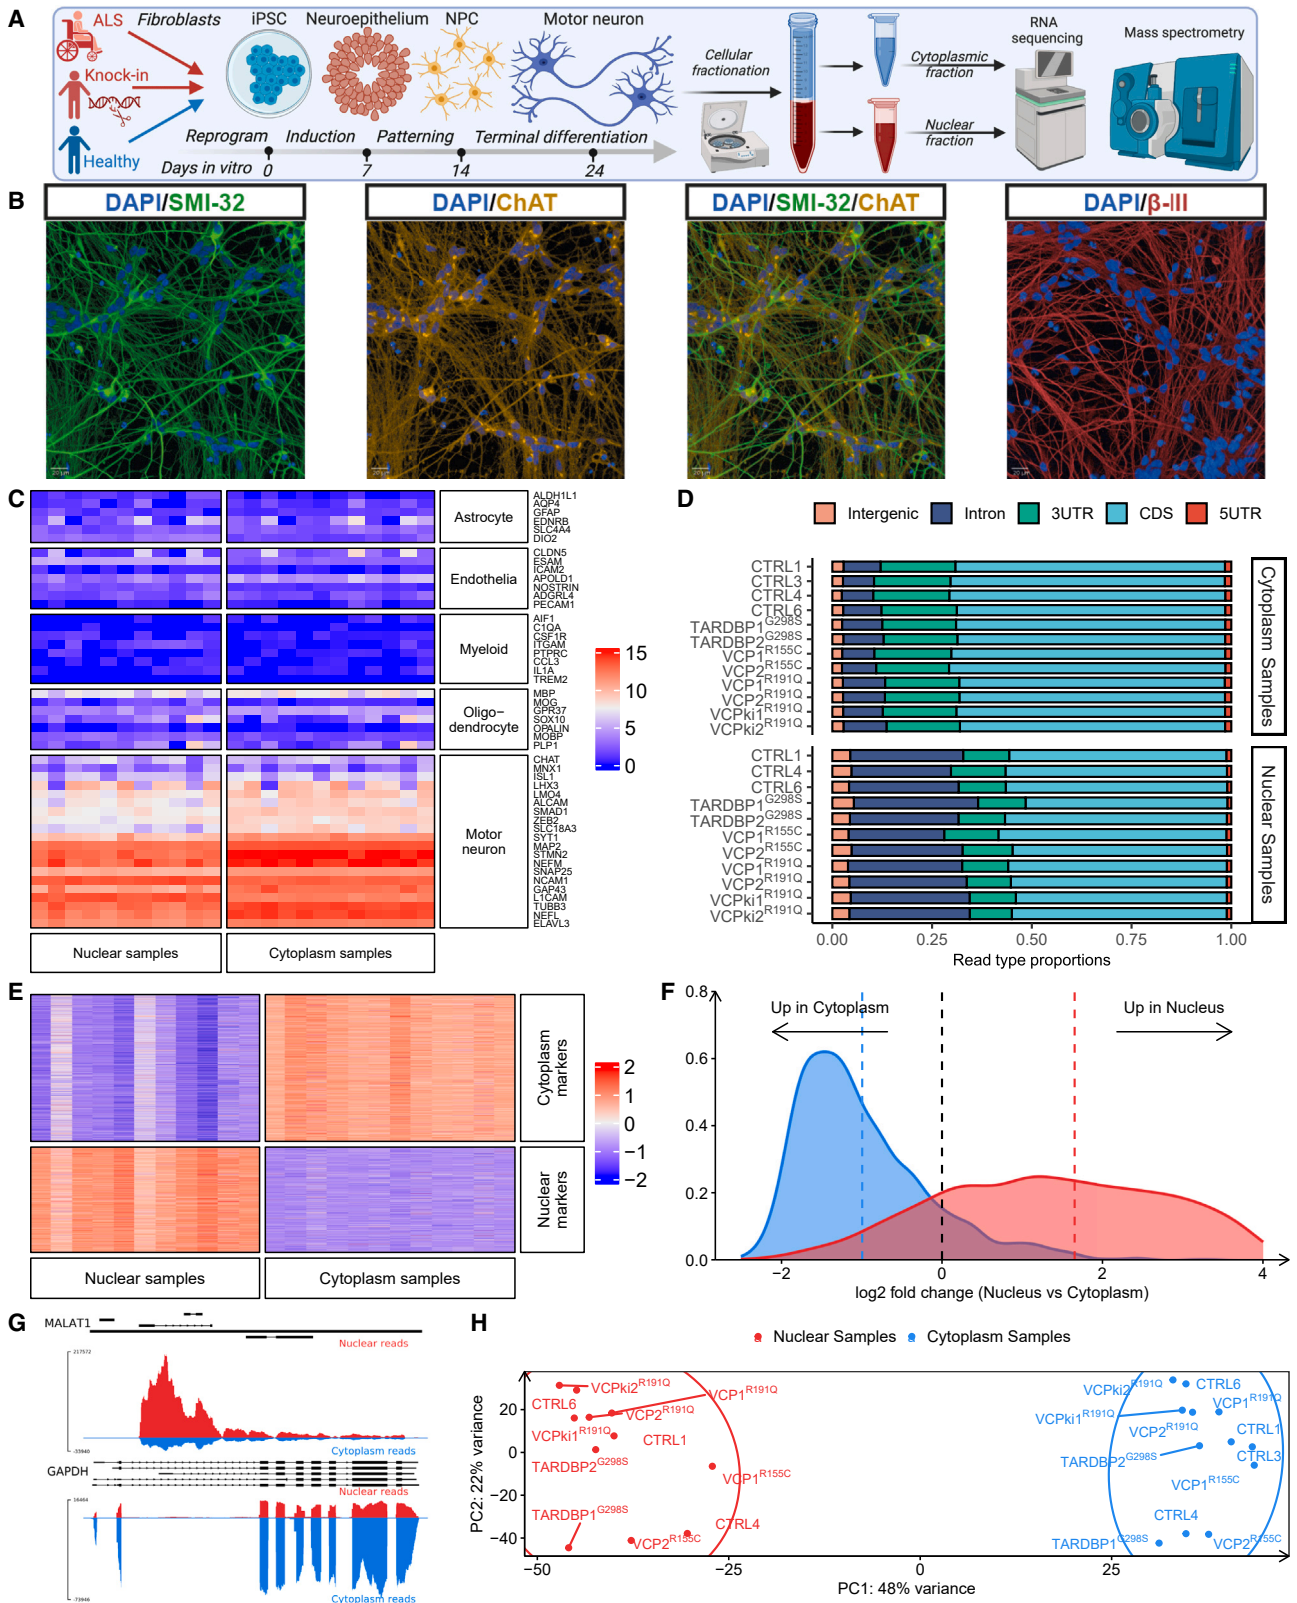 A
ALS
Fibroblasts
iPSC
Neuroepithelium
NPC
Motor neuron
Knock-in
Healthy
Reprogram
Induction
Patterning
Terminal differentiation
Days in vitro
0
7
14
24
Cellular
fractionation
Cytoplasmic
fraction
Nuclear
fraction
RNA
sequencing
Mass spectrometry
B
DAPI/SMI-32
DAPI/ChAT
DAPI/SMI-32/ChAT
DAPI/β-III
20 µm
20 µm
20 µm
20 µm
C
Astrocyte
ALDH1L1
AQP4
GFAP
EDNRB
SLC4A4
DIO2
Endothelia
CLDN5
ESAM
ICAM2
APOLD1
NOSTRIN
ADGRL4
PECAM1
Myeloid
AIF1
C1QA
CSF1R
ITGAM
PTPRC
CCL3
IL1A
TREM2
Oligo−
dendrocyte
MBP
MOG
GPR37
SOX10
OPALIN
MOBP
PLP1
Motor
neuron
CHAT
MNX1
ISL1
LHX3
LMO4
ALCAM
SMAD1
ZEB2
SLC18A3
SYT1
MAP2
STMN2
NEFM
SNAP25
NCAM1
GAP43
L1CAM
TUBB3
NEFL
ELAVL3
Nuclear samples
Cytoplasm samples
15
10
5
0
D
Intergenic
Intron
3UTR
CDS
5UTR
CTRL1
CTRL3
CTRL4
CTRL6
TARDBP1G298S
TARDBP2G298S
VCP1R155C
VCP2R155C
VCP1R191Q
VCP2R191Q
VCPki1R191Q
VCPki2R191Q
Cytoplasm Samples
CTRL1
CTRL4
CTRL6
TARDBP1G298S
TARDBP2G298S
VCP1R155C
VCP2R155C
VCP1R191Q
VCP2R191Q
VCPki1R191Q
VCPki2R191Q
Nuclear Samples
0.00
0.25
0.50
0.75
1.00
Read type proportions
E
Cytoplasm
markers
Nuclear
markers
Nuclear samples
Cytoplasm samples
2
1
0
−1
−2
F
0.8
0.6
0.4
0.2
0.0
Up in Cytoplasm
Up in Nucleus
−2
0
2
4
log2 fold change (Nucleus vs Cytoplasm)
G
MALAT1
Nuclear reads
217572
-33940
Cytoplasm reads
GAPDH
Nuclear reads
18484
-73946
Cytoplasm reads
H
Nuclear Samples
Cytoplasm Samples
PC2: 22% variance
20
0
−20
−40
VCPki2R191Q
CTRL6
VCP1R191Q
VCP2R191Q
VCPki1R191Q
CTRL1
TARDBP2G298S
VCP1R155C
TARDBP1G298S
CTRL4
VCP2R155C
VCPki2R191Q
CTRL6
VCP1R191Q
VCPki1R191Q
VCP2R191Q
CTRL1
TARDBP2G298S
CTRL3
VCP1R155C
CTRL4
TARDBP1G298S
VCP2R155C
−50
−25
0
25
PC1: 48% variance